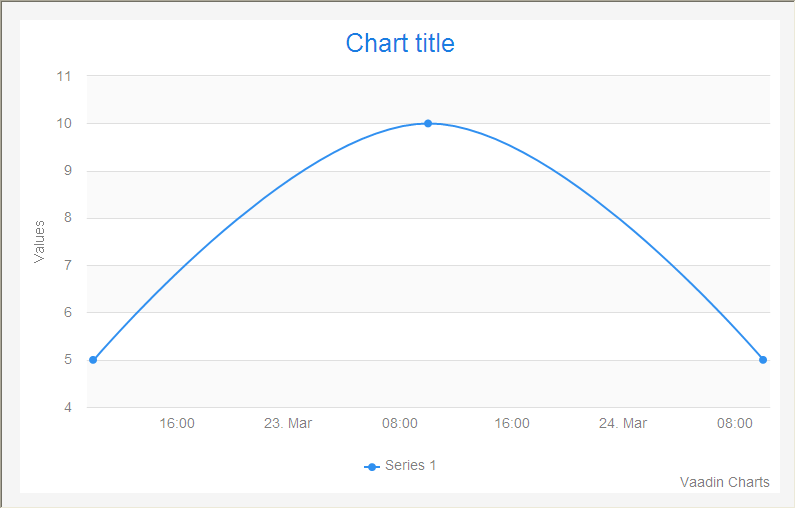 Chart title
Values
11
10
9
8
7
6
5
4
16:00 23. Mar 08:00 16:00 24. Mar 08:00
Series 1
Vaadin Charts